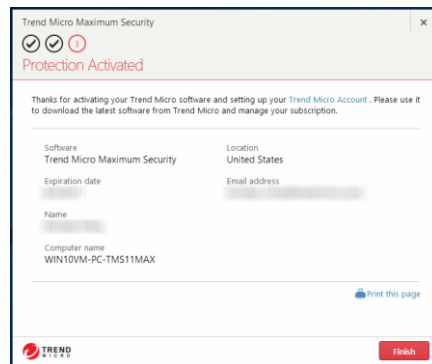 Trend Micro Maximum Security
3
Protection Activated
Thanks for activating your Trend Micro software and setting up your Trend Micro Account . Please use it
to download the latest software from Trend Micro and manage your subscription.
Software
Trend Micro Maximum Security
Location
United States
Expiration date
Email address
Name
Computer name
WIN10VM-PC-TMS11MAX
Print this page
TREND
MICRO
Finish